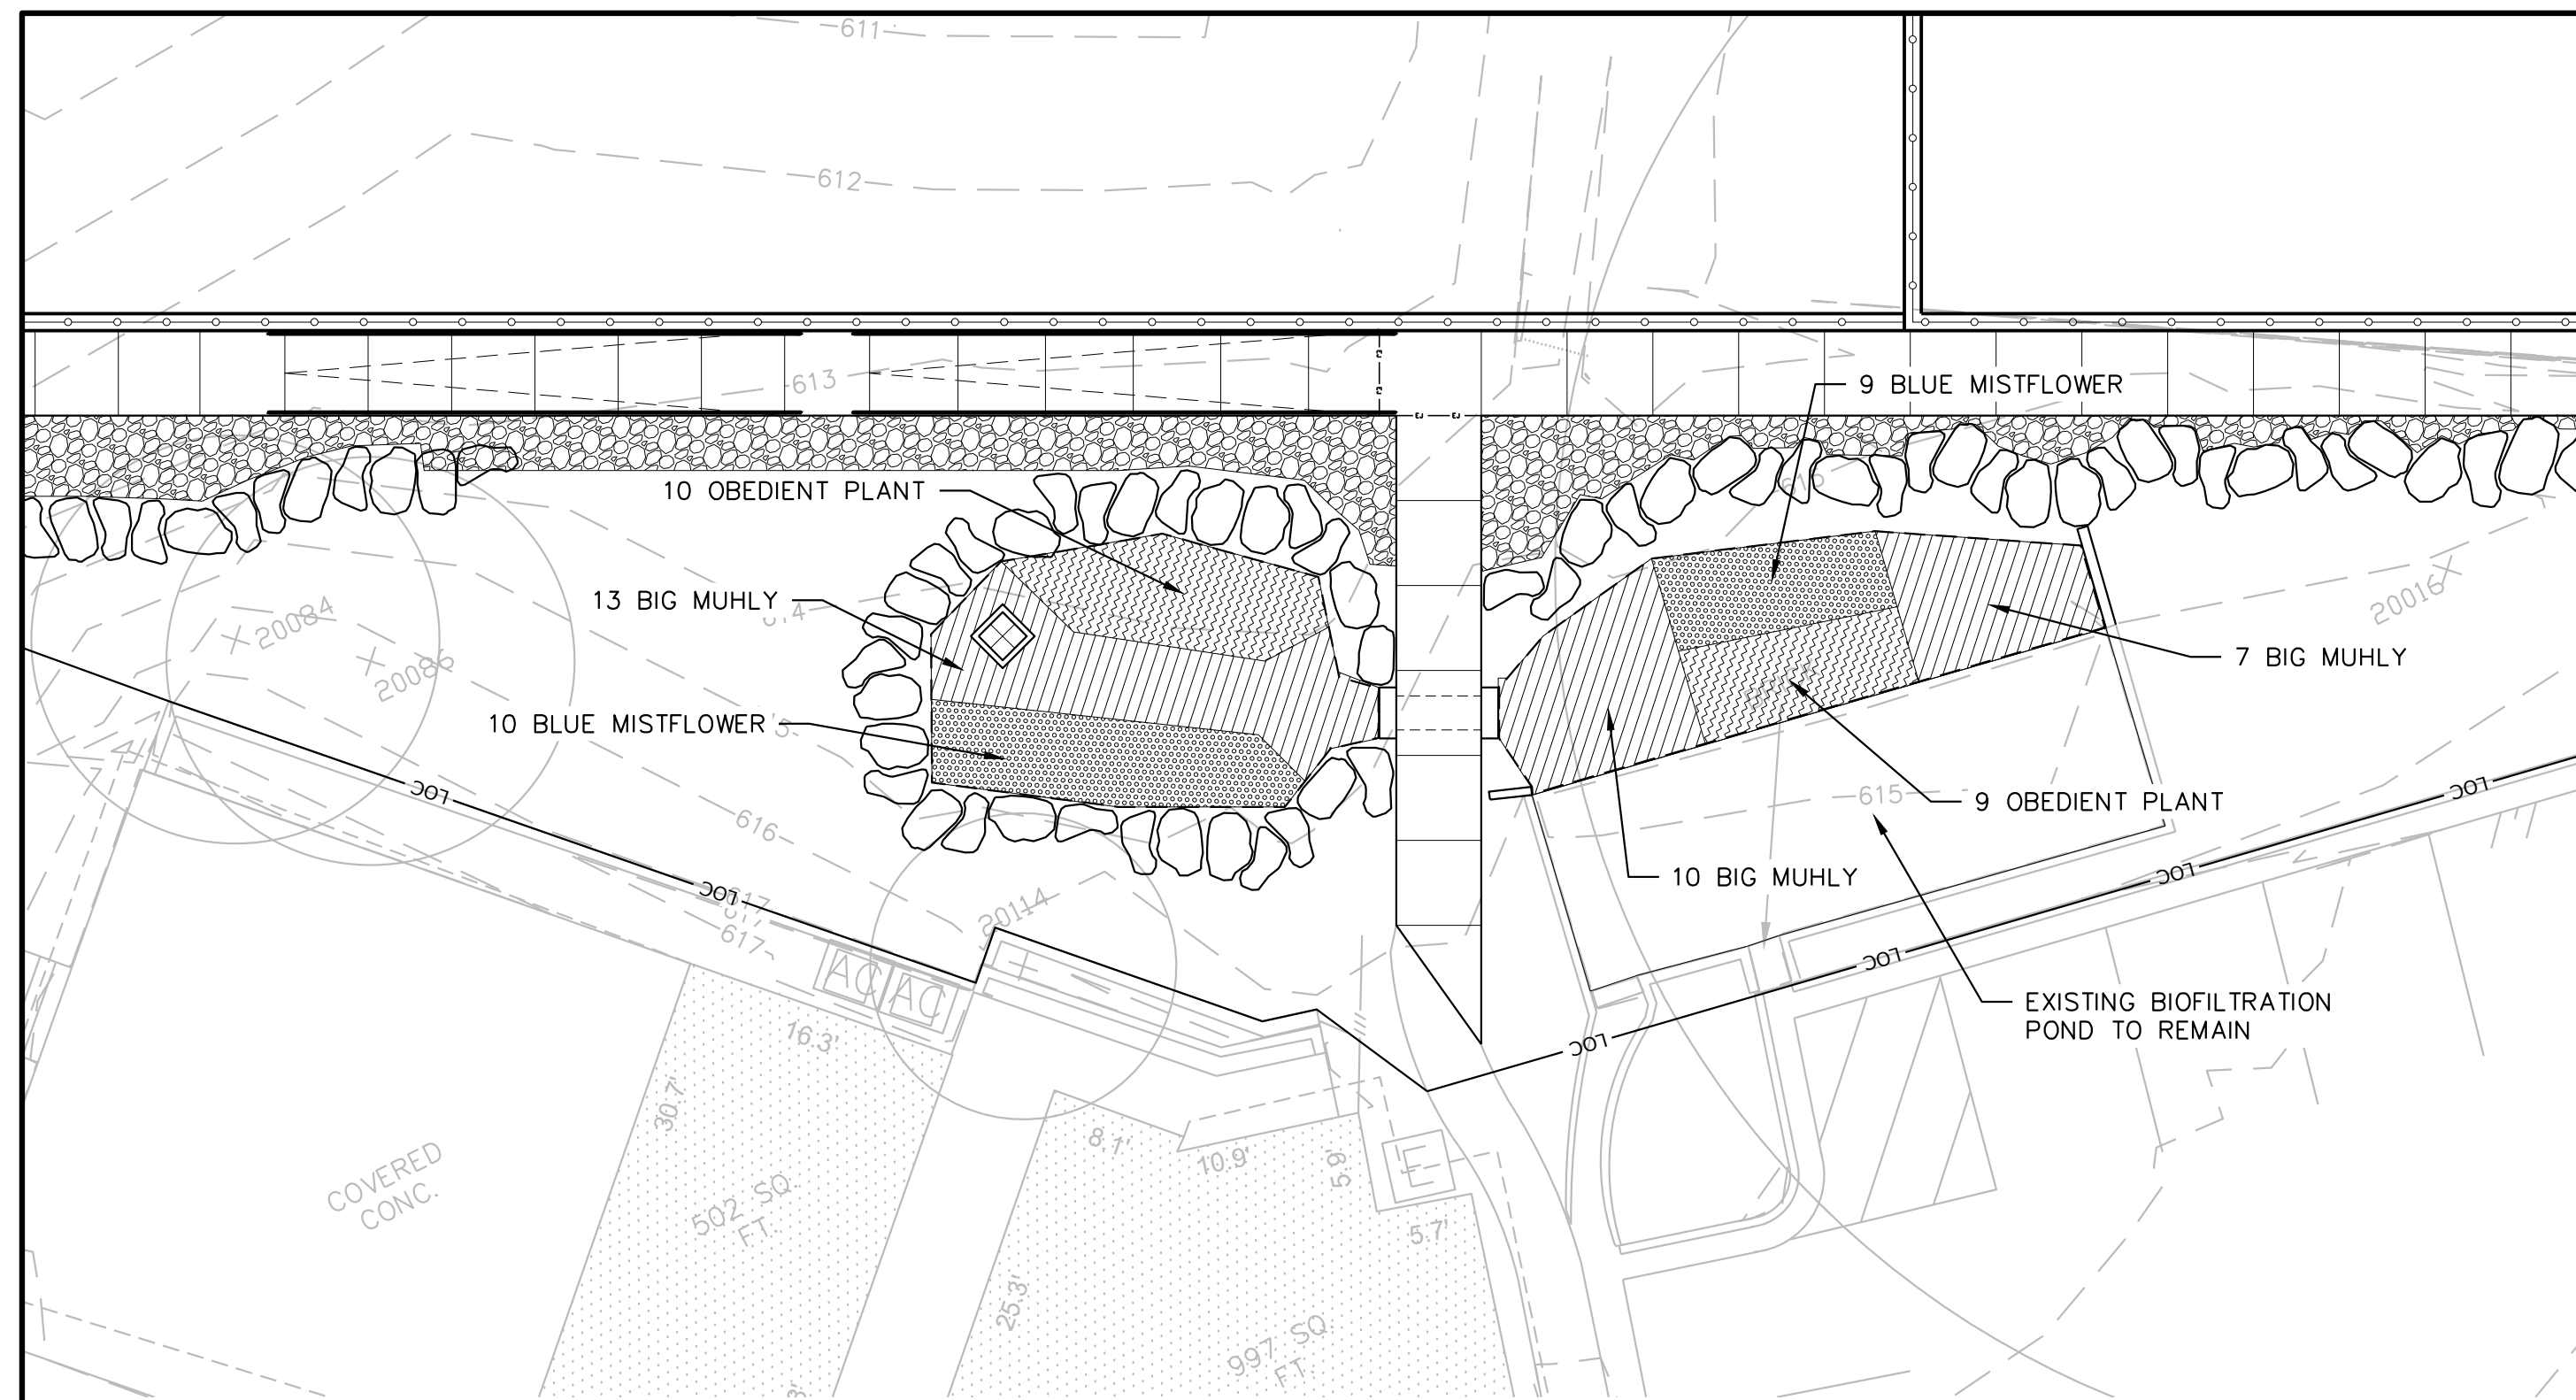 611
612
613
9 BLUE MISTFLOWER
10 OBEDIENT PLANT
615
13 BIG MUHLY
20016
20084
20086
7 BIG MUHLY
10 BLUE MISTFLOWER
LOC
LOC
616
615
9 OBEDIENT PLANT
10 BIG MUHLY
LOC
LOC
617
617
20114
LOC
AC
AC
EXISTING BIOFILTRATION
POND TO REMAIN
LOC
16.3'
30.7'
8.1'
10.9'
5.9'
E
COVERED
CONC.
502 SQ.
FT.
5.7'
25.3'
997 SQ
FT